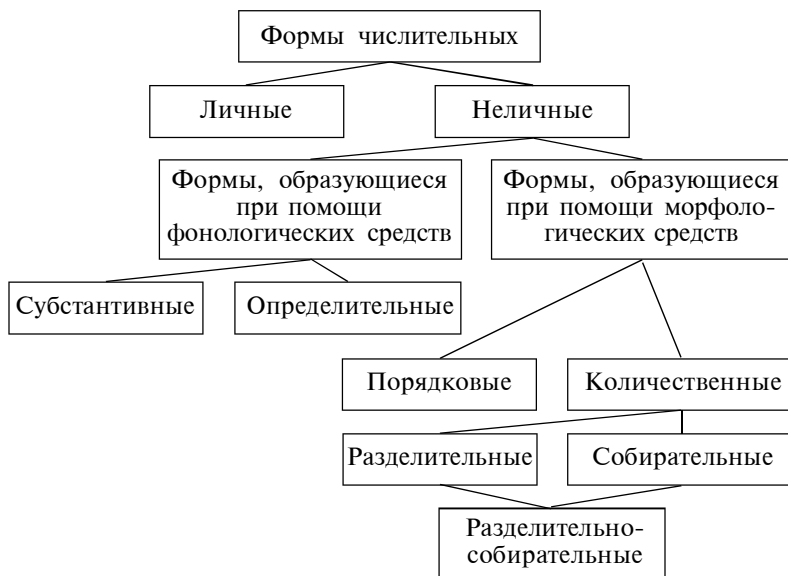 Формы числительных
Личные
Неличные
Формы, образующиеся
при помощи
фонологических средств
Формы, образующиеся
при помощи морфоло-
гических средств
Субстантивные
Определительные
Порядковые
Количественные
Разделительные
Собирательные
Разделительно-
собирательные